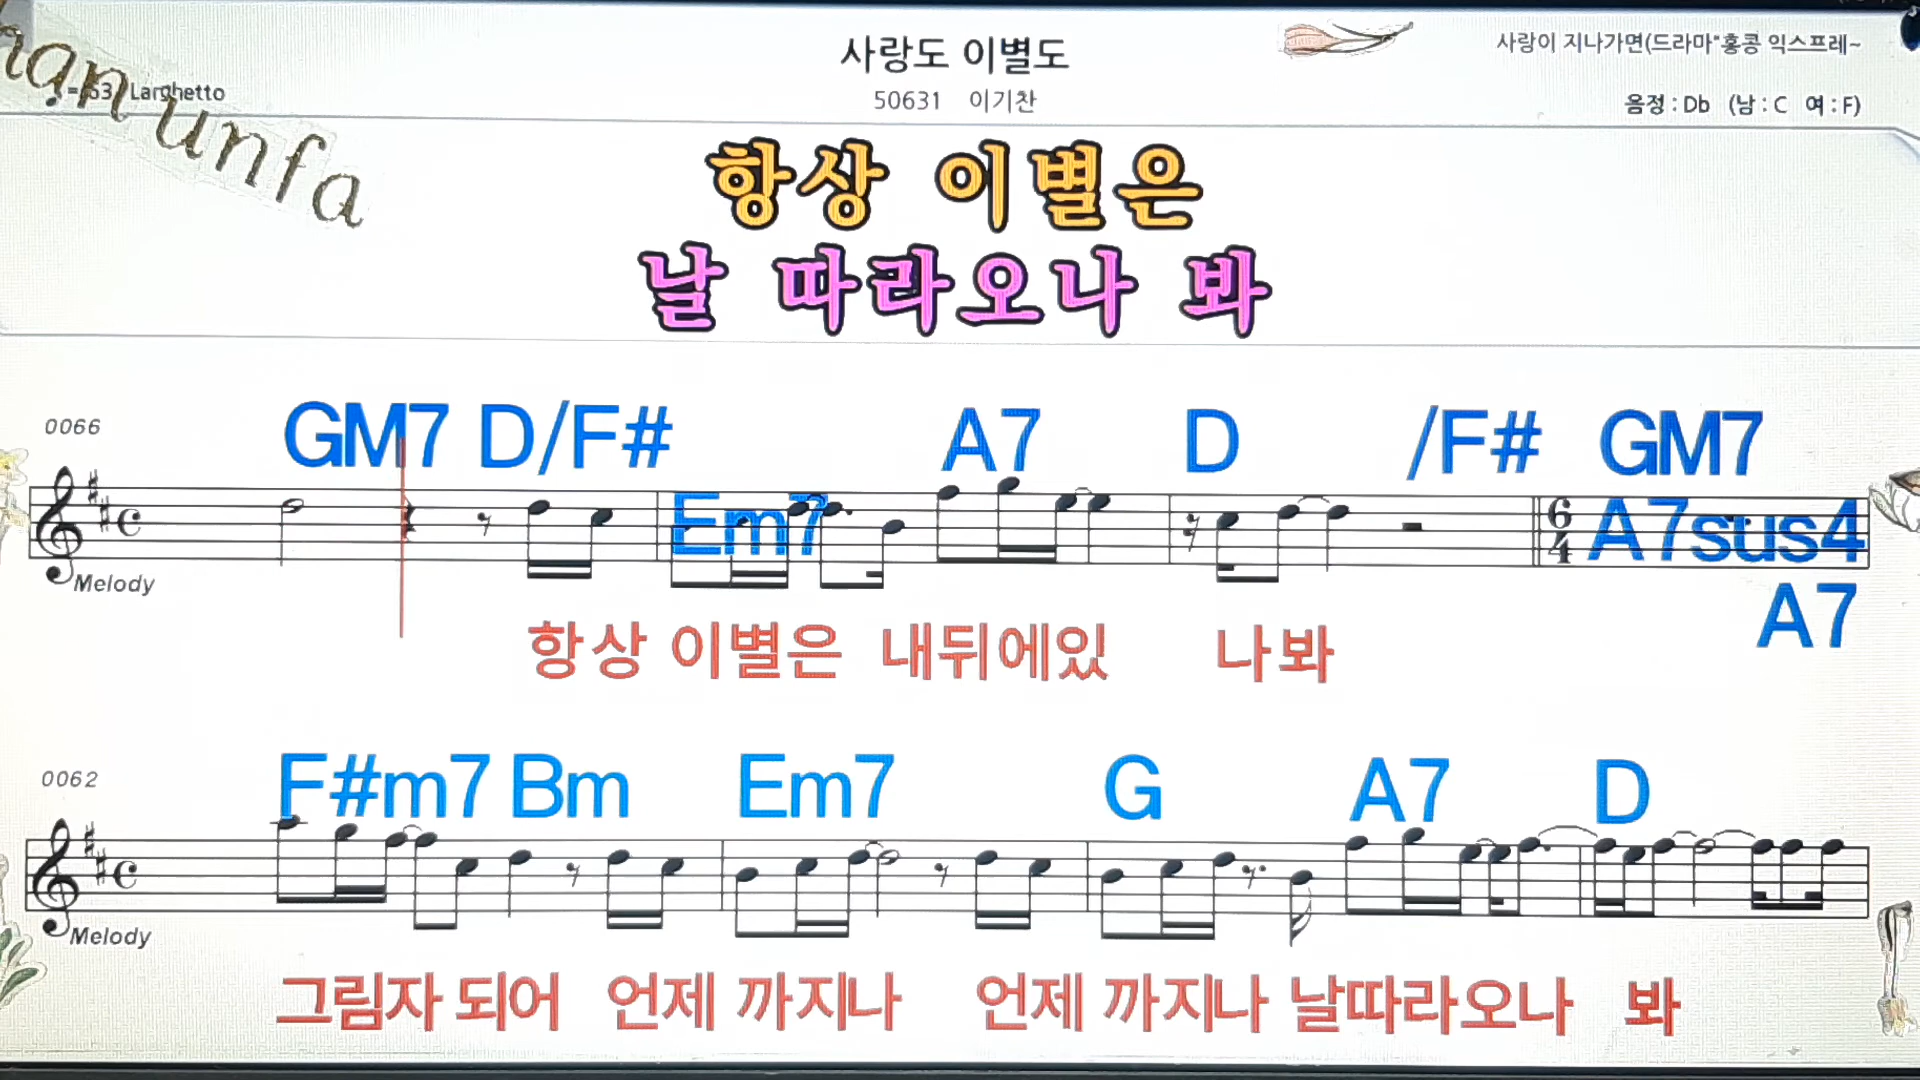 사랑도 이별도
사랑이 지나가면(드라마"홍콩 익스프레~
=63 Larghetto
50631 이기찬
음정 : Db (남 : C 여 : F)
unfa
항상 이별은
날 따라오나 봐
0066
GM7 D/F# A7 D /F# GM7
Em7 A7sus4
6
4
A7
Melody
항상 이별은 내뒤에있 나봐
0062
F#m7 Bm Em7 G A7 D
Melody
그림자 되어 언제 까지나 언제 까지나 날따라오나 봐